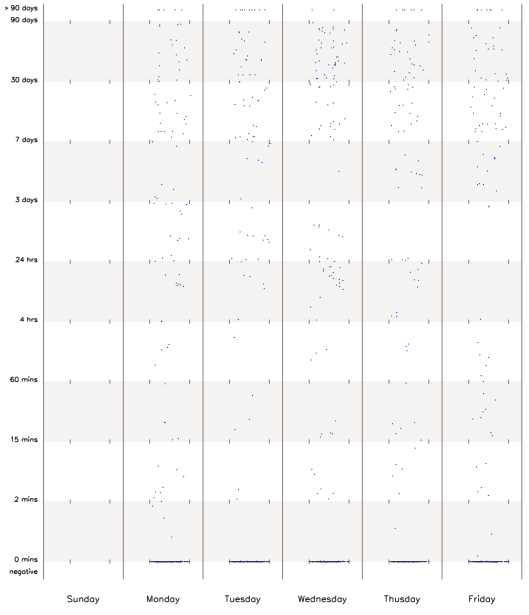 > 90 days
90 days
30 days
7 days
3 days
24 hrs
4 hrs
60 mins
15 mins
2 mins
0 mins
negative
Sunday Monday Tuesday Wednesday Thusday Friday